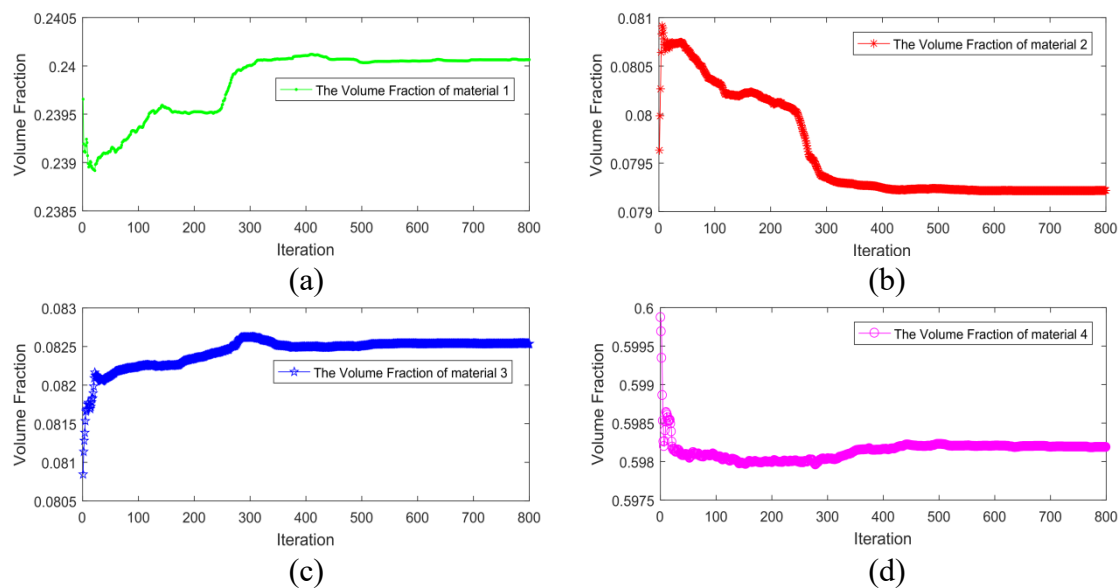 (a)
0.2405
0.24
0.2395
0.239
0.2385
Volume Fraction
The Volume Fraction of material 1
0 100 200 300 400 500 600 700 800
Iteration
(b)
0.081
0.0805
0.08
0.0795
0.079
Volume Fraction
The Volume Fraction of material 2
0 100 200 300 400 500 600 700 800
Iteration
(c)
0.083
0.0825
0.082
0.0815
0.081
0.0805
Volume Fraction
The Volume Fraction of material 3
0 100 200 300 400 500 600 700 800
Iteration
(d)
0.6
0.5995
0.599
0.5985
0.598
0.5975
Volume Fraction
The Volume Fraction of material 4
0 100 200 300 400 500 600 700 800
Iteration